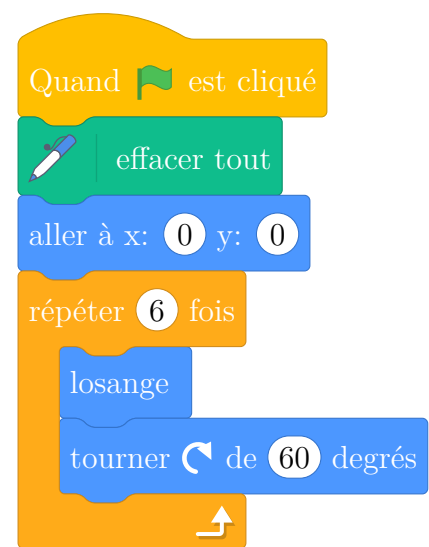 Quand est cliqué
effacer tout
aller à x: 0 y: 0
répéter 6 fois
losange
tourner de 60 degrés